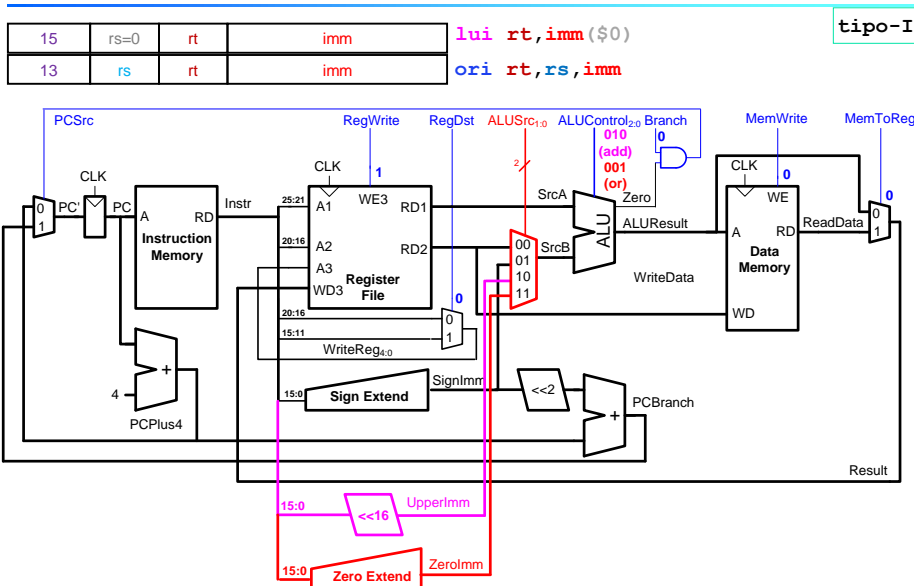 tipo-I
15 rs=0 rt imm lui rt,imm($0)
13 rs rt imm ori rt,rs,imm
PCSrc RegWrite RegDst ALUSrc1:0 ALUControl2:0 Branch MemWrite MemToReg
010 0
(add)
001
(or)
2
CLK CLK CLK
1 0 0 0
0 PC' PC A RD Instr 25:21 A1 WE3 RD1 SrcA Zero WE 0
1
Instruction
Memory
20:16 A2 RD2 00 SrcB ALU ALUResult A RD ReadData 1
01
A3 10
WD3 11
Register
File
Data
Memory
WriteData
WD
20:16 0
15:11 1
WriteReg4:0
+
4
PCPlus4
15:0 Sign Extend SignImm <<2 + PCBranch
Result
15:0 <<16 UpperImm
15:0 Zero Extend ZeroImm